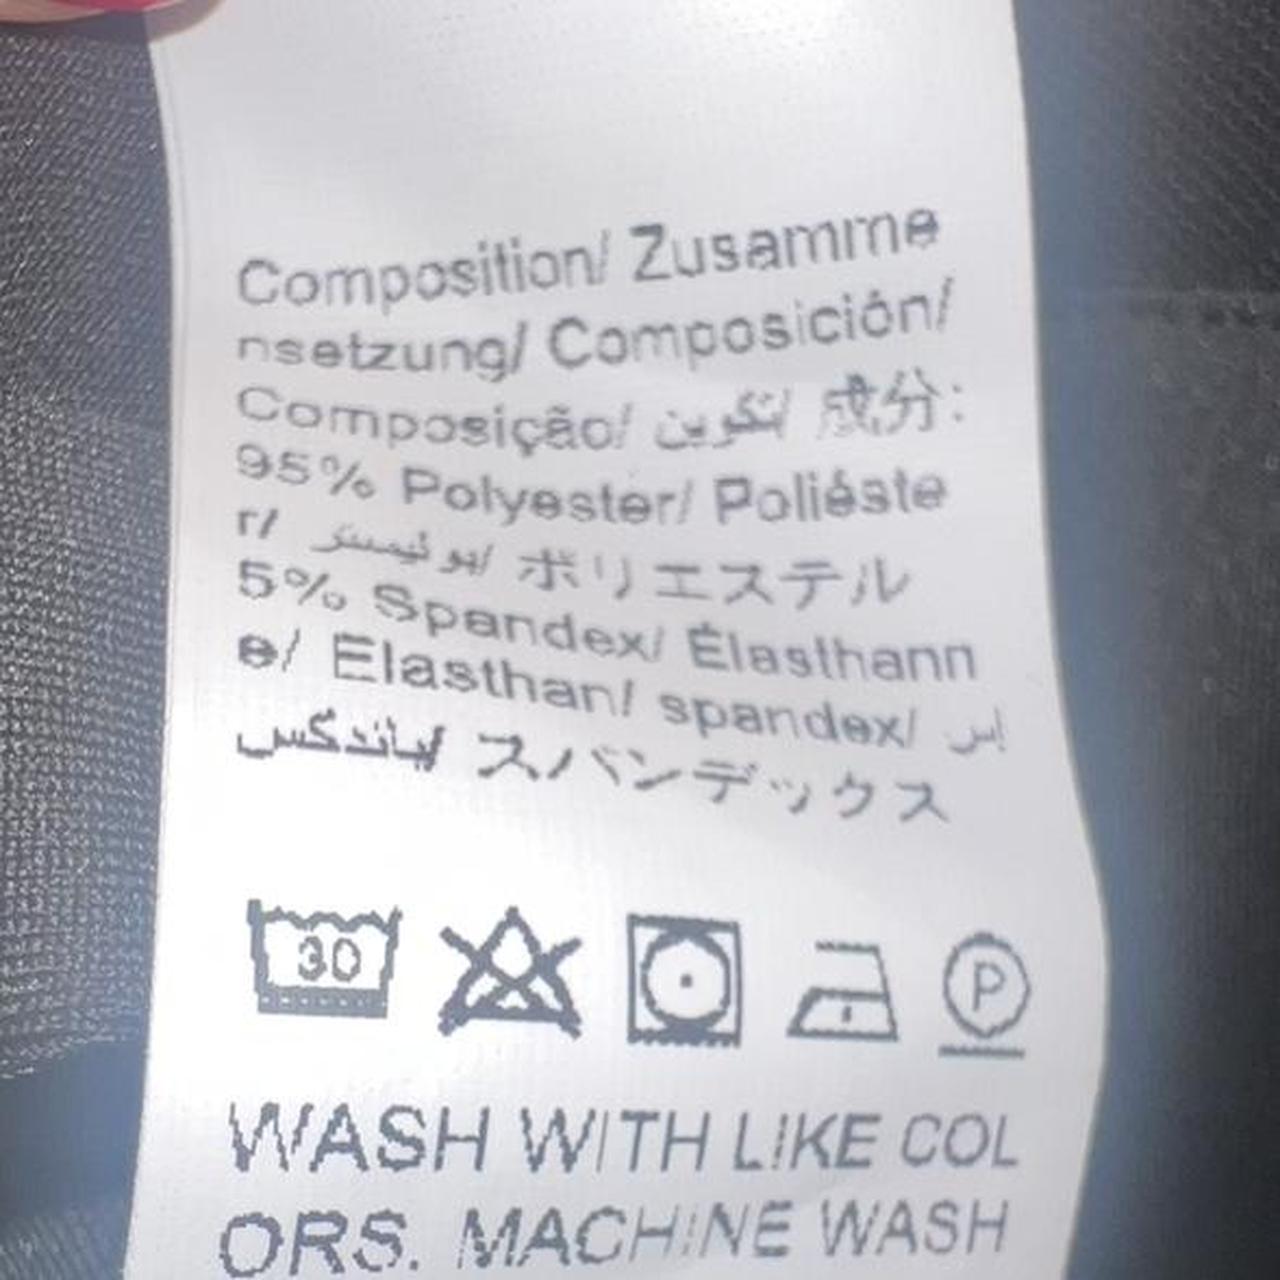 Composition/ Zusamme
nsetzung/ Composición/
Composição/ التكوين/ 成分:
95% Polyester/ Poliéste
r/ بوليستر/ ポリエステル
5% Spandex/ Élasthann
e/ Elasthan/ spandex/ اس
باندكس/ スパンデックス
30
P
WASH WITH LIKE COL
ORS. MACHINE WASH